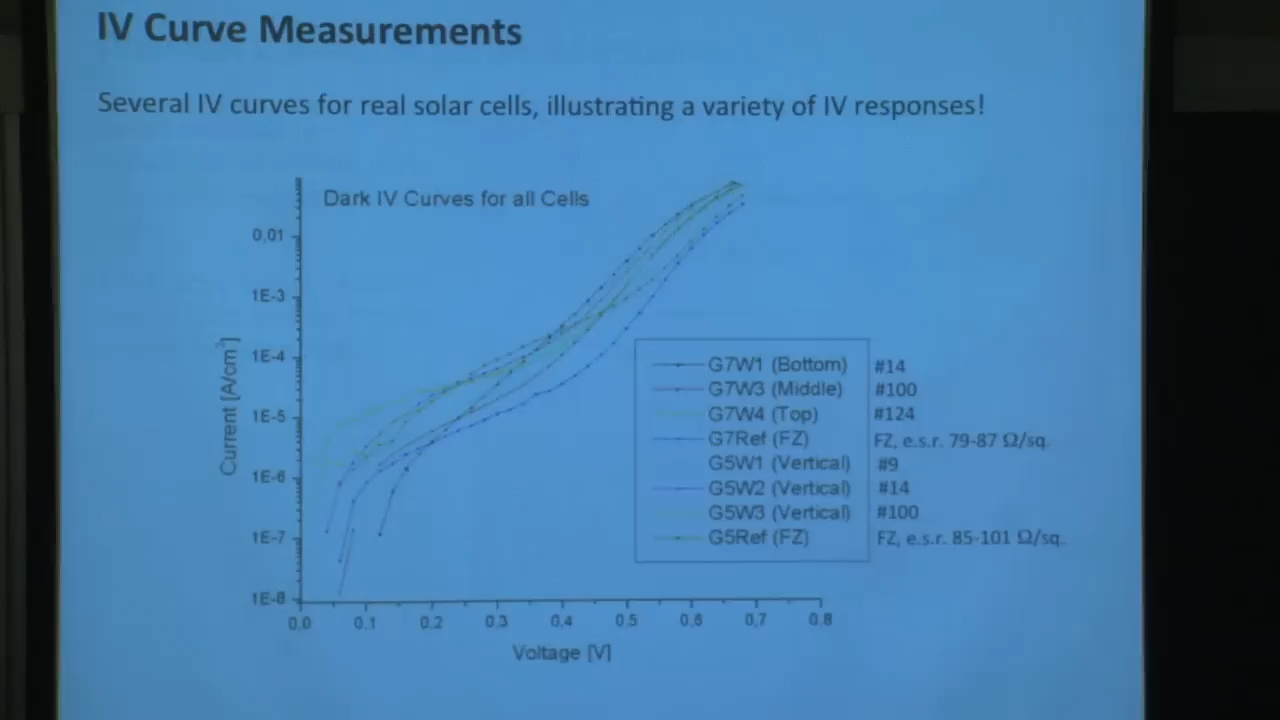 IV Curve Measurements
Several IV curves for real solar cells, illustrating a variety of IV responses!
Dark IV Curves for all Cells
0,01
1E-3
1E-4
1E-5
1E-6
1E-7
1E-8
Current [A/cm²]
0,0 0,1 0,2 0,3 0,4 0,5 0,6 0,7 0,8
Voltage [V]
G7W1 (Bottom) #14
G7W3 (Middle) #100
G7W4 (Top) #124
G7Ref (FZ) FZ, e.s.r. 79-87 Ω/sq.
G5W1 (Vertical) #9
G5W2 (Vertical) #14
G5W3 (Vertical) #100
G5Ref (FZ) FZ, e.s.r. 85-101 Ω/sq.